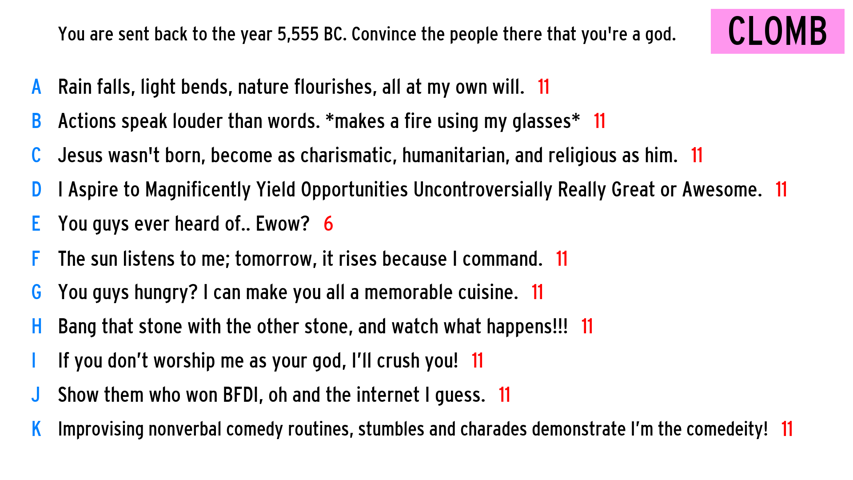 You are sent back to the year 5,555 BC. Convince the people there that you're a god.
CLOMB
A Rain falls, light bends, nature flourishes, all at my own will. 11
B Actions speak louder than words. *makes a fire using my glasses* 11
C Jesus wasn't born, become as charismatic, humanitarian, and religious as him. 11
D I Aspire to Magnificently Yield Opportunities Uncontroversially Really Great or Awesome. 11
E You guys ever heard of.. Ewow? 6
F The sun listens to me; tomorrow, it rises because I command. 11
G You guys hungry? I can make you all a memorable cuisine. 11
H Bang that stone with the other stone, and watch what happens!!! 11
I If you don’t worship me as your god, I’ll crush you! 11
J Show them who won BFDI, oh and the internet I guess. 11
K Improvising nonverbal comedy routines, stumbles and charades demonstrate I’m the comedeity! 11